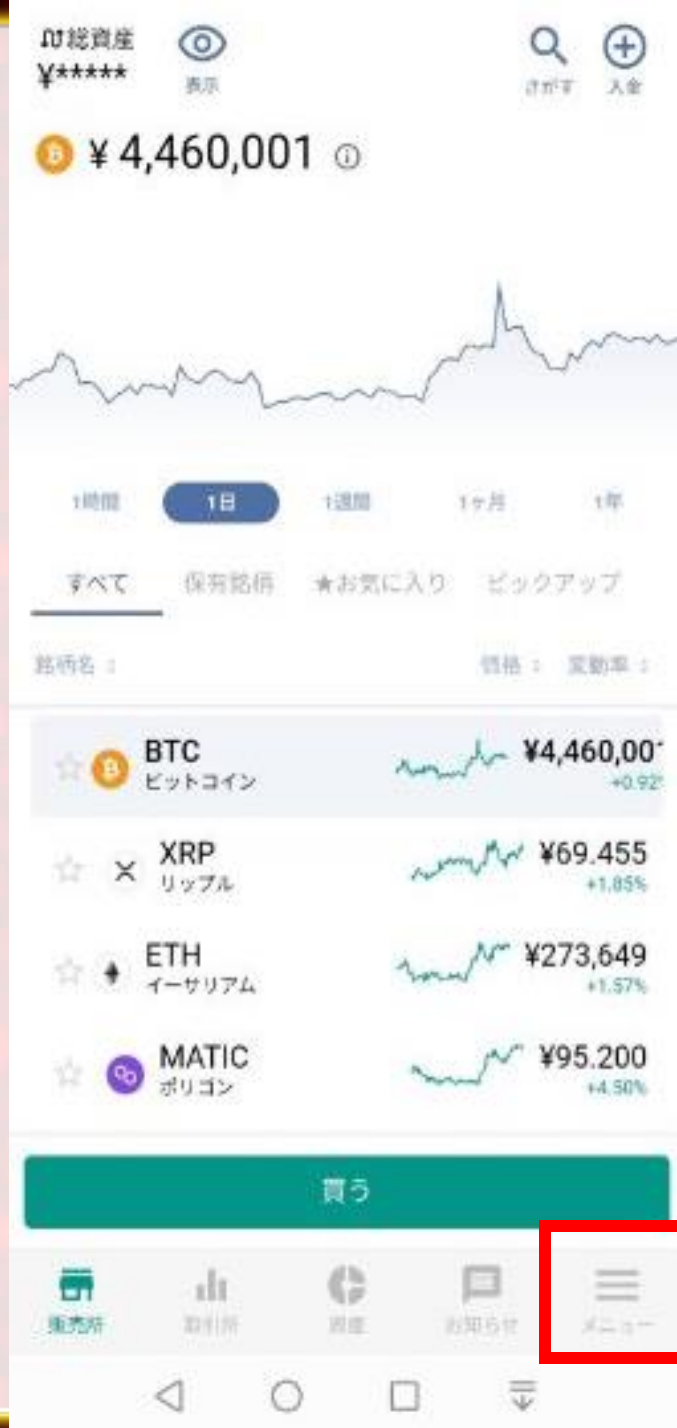 総資産
¥*****
表示
さがす
入金
¥ 4,460,001
1時間 1日 1週間 1ヶ月 1年
すべて 保有銘柄 ★お気に入り ピックアップ
銘柄名 価格 変動率
BTC ¥4,460,00
ビットコイン +0.92
XRP ¥69.455
リップル +1.85%
ETH ¥273,649
イーサリアム +1.57%
MATIC ¥95.200
ポリゴン +4.50%
買う
販売所 取引所 資産 お知らせ メニュー